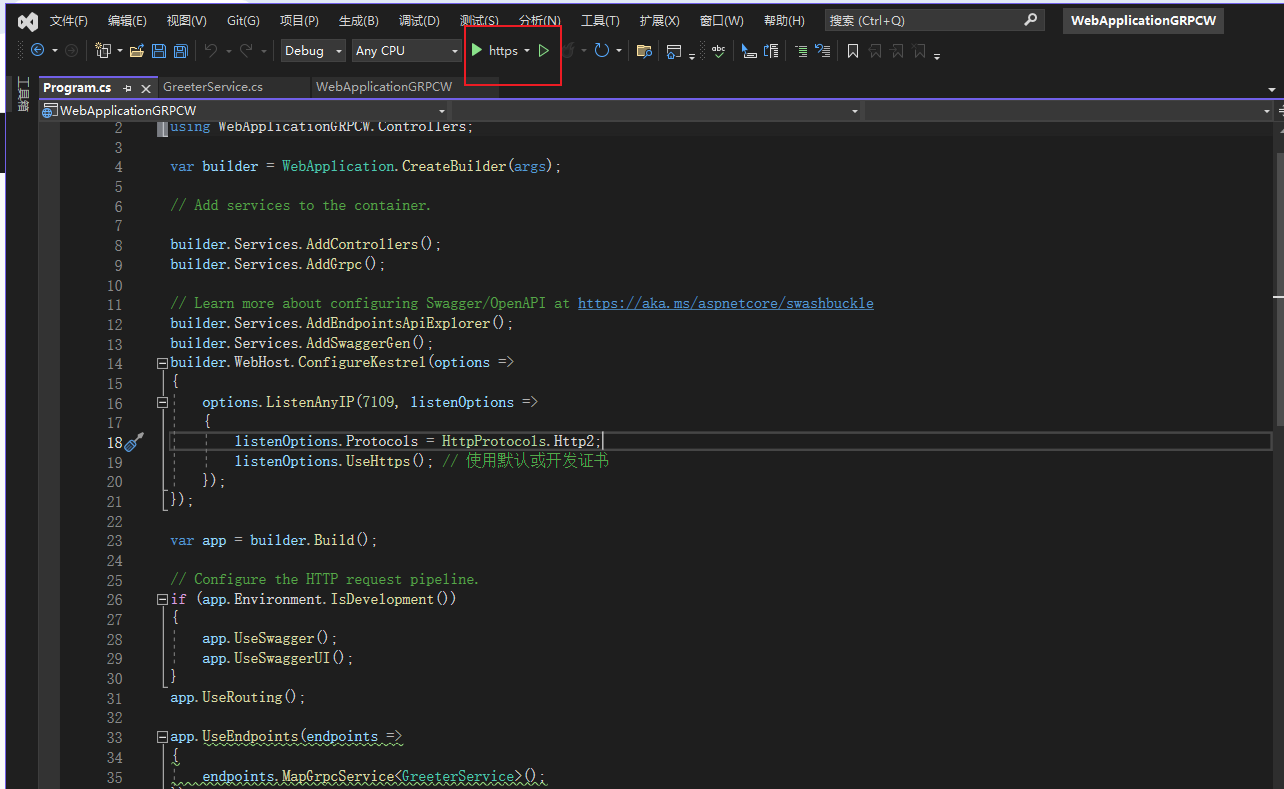 文件(F) 编辑(E) 视图(V) Git(G) 项目(P) 生成(B) 调试(D) 测试(S) 分析(N) 工具(T) 扩展(X) 窗口(W) 帮助(H) 搜索 (Ctrl+Q) WebApplicationGRPCW
Debug Any CPU https
工具箱
Program.cs GreeterService.cs WebApplicationGRPCW
WebApplicationGRPCW
2 using WebApplicationGRPCW.Controllers;
3
4 var builder = WebApplication.CreateBuilder(args);
5
6 // Add services to the container.
7
8 builder.Services.AddControllers();
9 builder.Services.AddGrpc();
10
11 // Learn more about configuring Swagger/OpenAPI at https://aka.ms/aspnetcore/swashbuckle
12 builder.Services.AddEndpointsApiExplorer();
13 builder.Services.AddSwaggerGen();
14 builder.WebHost.ConfigureKestrel(options =>
15 {
16 options.ListenAnyIP(7109, listenOptions =>
17 {
18 listenOptions.Protocols = HttpProtocols.Http2;
19 listenOptions.UseHttps(); // 使用默认或开发证书
20 });
21 });
22
23 var app = builder.Build();
24
25 // Configure the HTTP request pipeline.
26 if (app.Environment.IsDevelopment())
27 {
28 app.UseSwagger();
29 app.UseSwaggerUI();
30 }
31 app.UseRouting();
32
33 app.UseEndpoints(endpoints =>
34 {
35 endpoints.MapGrpcService<GreeterService>();